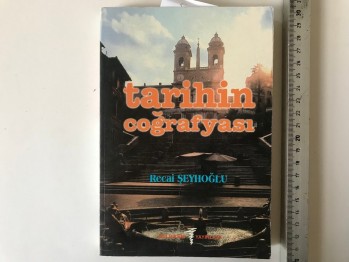 tarihin
coğrafyası
Recai ŞEYHOĞLU